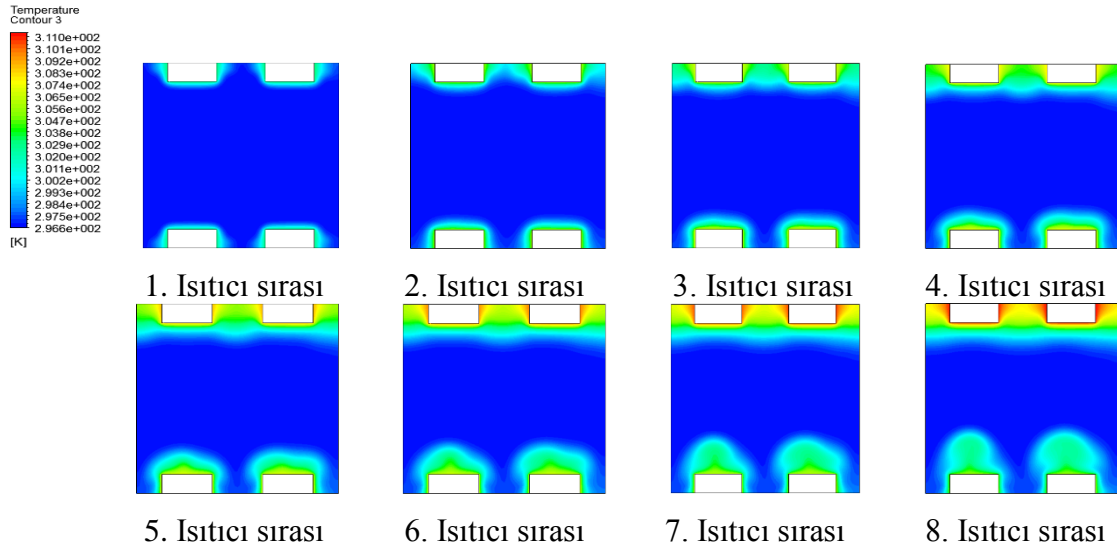 Temperature
Contour 3
3.110e+002
3.101e+002
3.092e+002
3.083e+002
3.074e+002
3.065e+002
3.056e+002
3.047e+002
3.038e+002
3.029e+002
3.020e+002
3.011e+002
3.002e+002
2.993e+002
2.984e+002
2.975e+002
2.966e+002
[K]
1. Isıtıcı sırası
2. Isıtıcı sırası
3. Isıtıcı sırası
4. Isıtıcı sırası
5. Isıtıcı sırası
6. Isıtıcı sırası
7. Isıtıcı sırası
8. Isıtıcı sırası